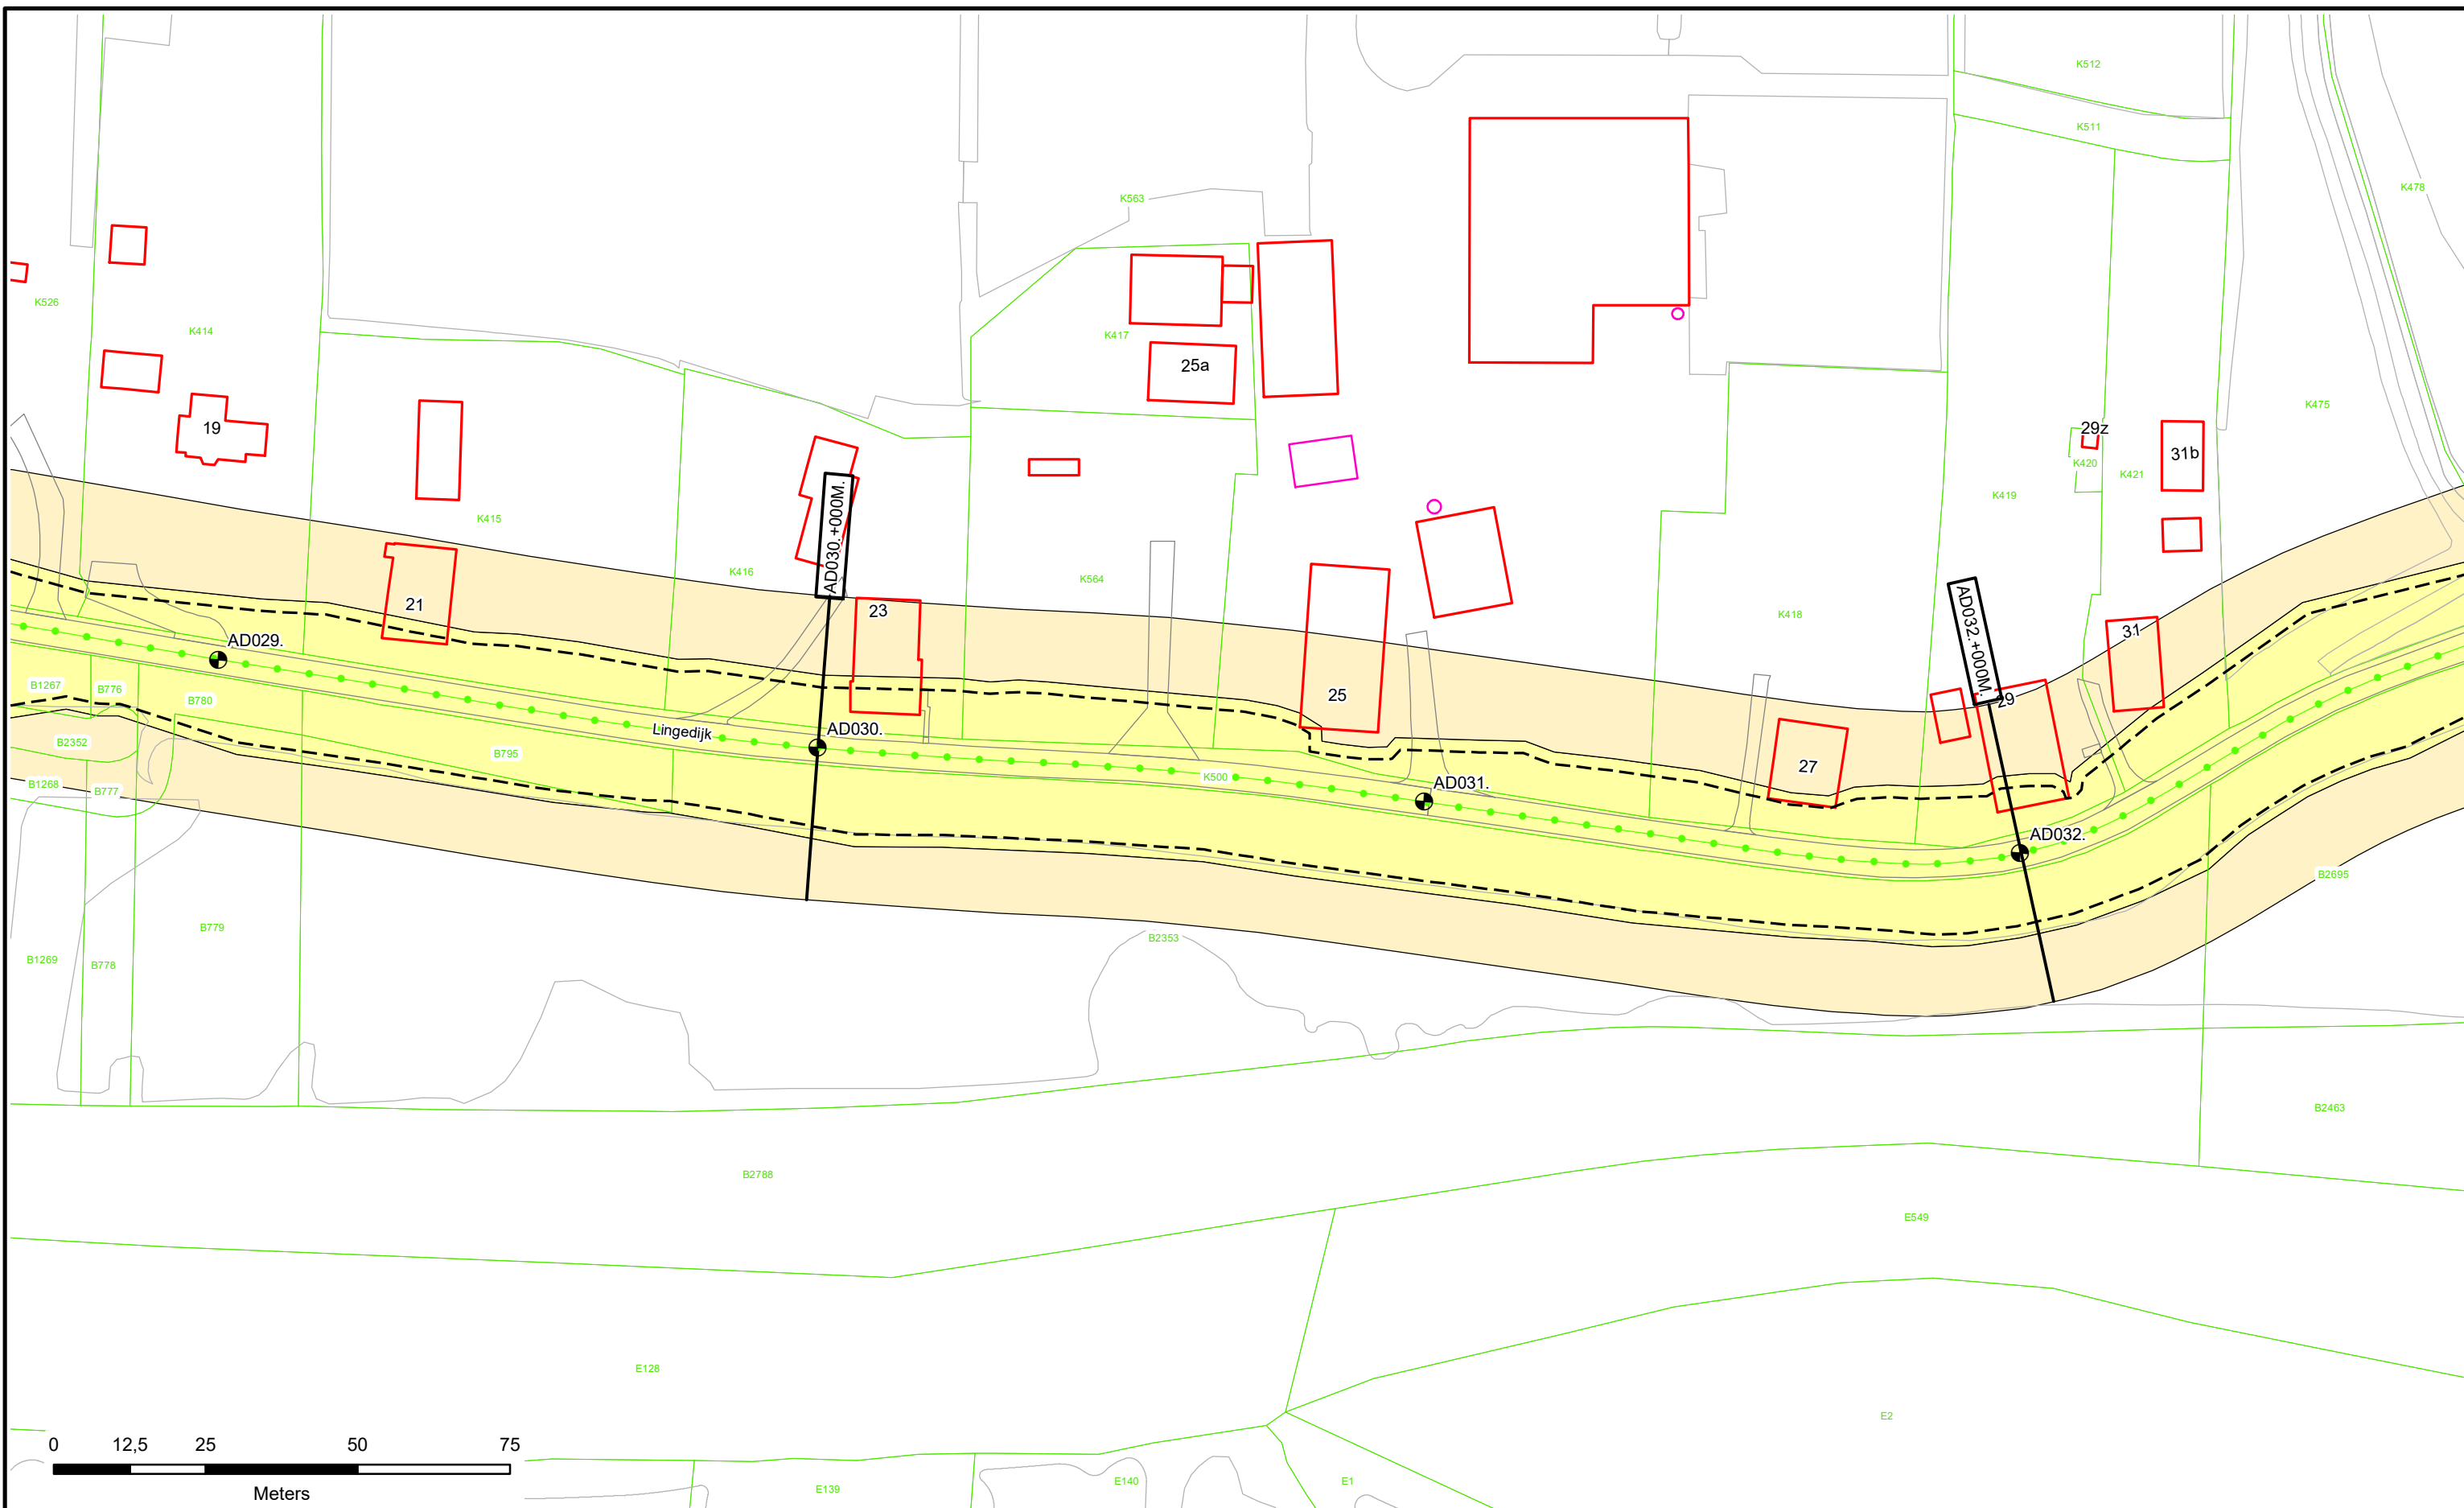 K512
K511
K478
K563
K526
K414
K417
25a
K475
19
29z
31b
K420
K421
K419
K415
AD030.+000M.
K416
K564
AD032.+000M.
21
23
K418
31
AD029.
B1267
B776
B780
25
29
Lingedijk
AD030.
B2352
B795
27
K500
AD031.
B1268
B777
AD032.
B2695
B779
B2353
B1269
B778
B2463
B2788
E549
E128
E2
0 12,5 25 50 75
Meters
E139
E140
E1